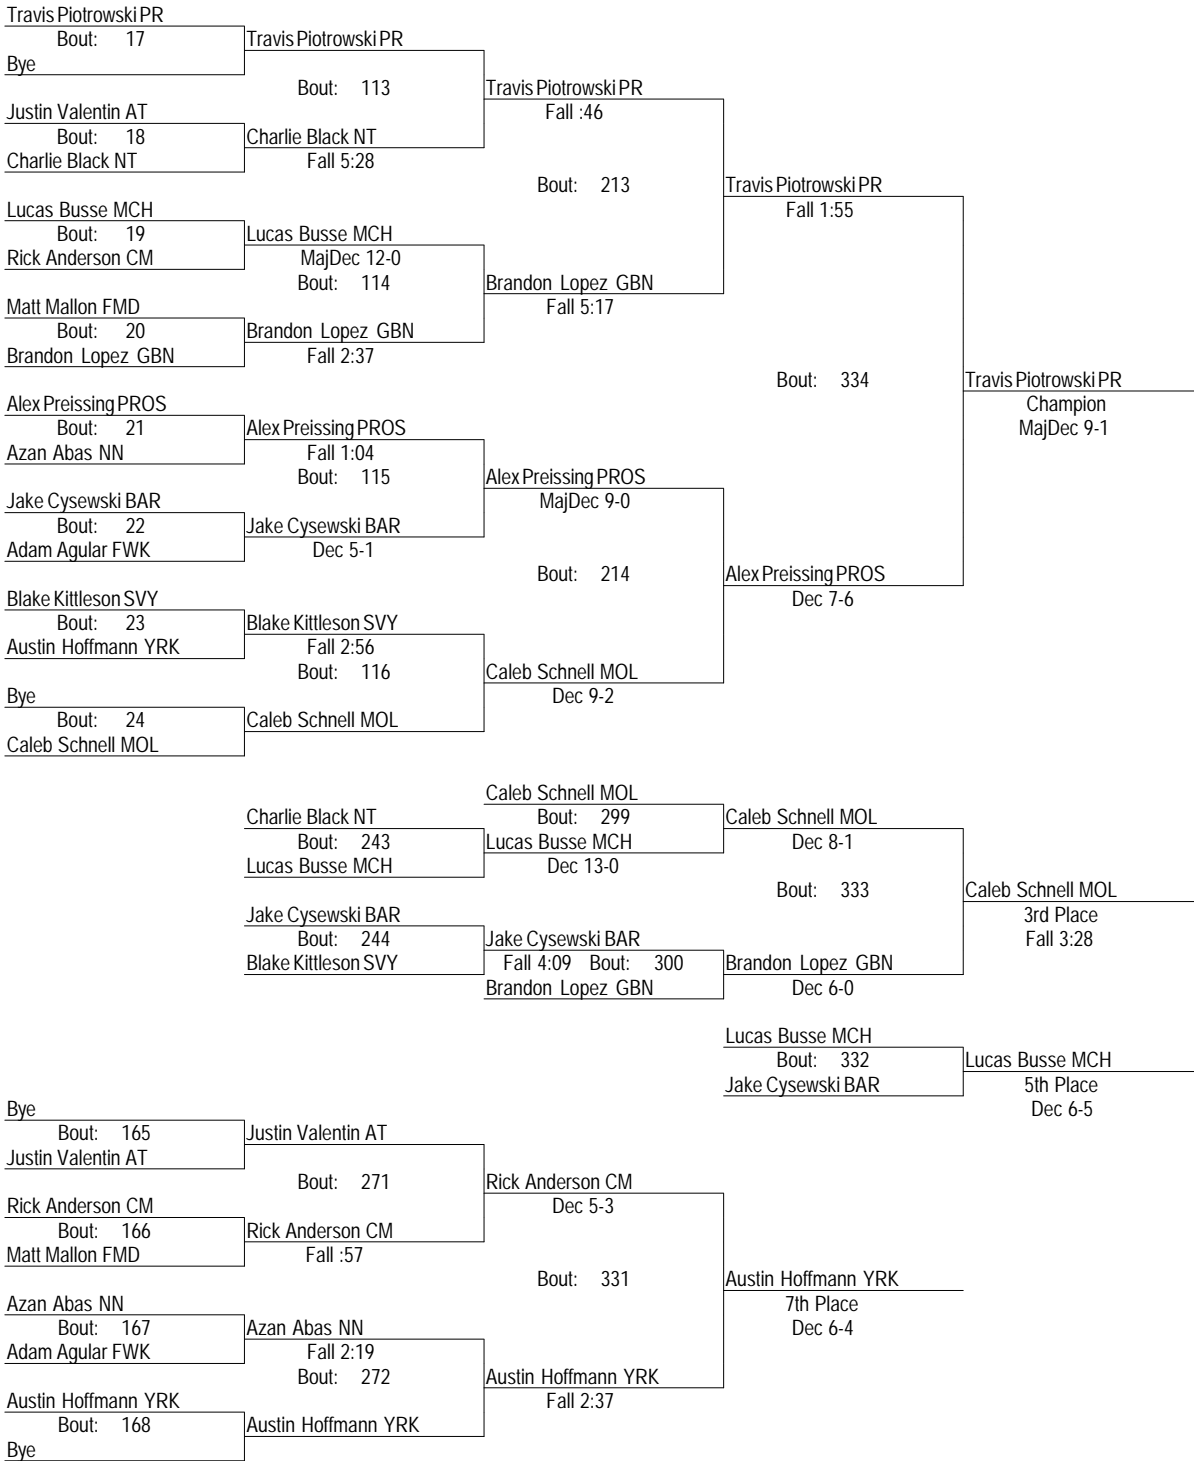 Travis Piotrowski PR
Bout: 17
Travis Piotrowski PR
Bye
Bout: 113
Travis Piotrowski PR
Justin Valentin AT
Fall :46
Bout: 18
Charlie Black NT
Charlie Black NT
Fall 5:28
Bout: 213
Travis Piotrowski PR
Lucas Busse MCH
Fall 1:55
Bout: 19
Lucas Busse MCH
Rick Anderson CM
MajDec 12-0
Bout: 114
Brandon Lopez GBN
Matt Mallon FMD
Fall 5:17
Bout: 20
Brandon Lopez GBN
Brandon Lopez GBN
Fall 2:37
Bout: 334
Travis Piotrowski PR
Alex Preissing PROS
Champion
Bout: 21
Alex Preissing PROS
MajDec 9-1
Azan Abas NN
Fall 1:04
Bout: 115
Alex Preissing PROS
Jake Cysewski BAR
MajDec 9-0
Bout: 22
Jake Cysewski BAR
Adam Agular FWK
Dec 5-1
Bout: 214
Alex Preissing PROS
Blake Kittleson SVY
Dec 7-6
Bout: 23
Blake Kittleson SVY
Austin Hoffmann YRK
Fall 2:56
Bout: 116
Caleb Schnell MOL
Bye
Dec 9-2
Bout: 24
Caleb Schnell MOL
Caleb Schnell MOL
Caleb Schnell MOL
Charlie Black NT
Bout: 299
Caleb Schnell MOL
Bout: 243
Lucas Busse MCH
Dec 8-1
Lucas Busse MCH
Dec 13-0
Bout: 333
Caleb Schnell MOL
Jake Cysewski BAR
3rd Place
Bout: 244
Jake Cysewski BAR
Fall 3:28
Blake Kittleson SVY
Fall 4:09 Bout: 300
Brandon Lopez GBN
Brandon Lopez GBN
Dec 6-0
Lucas Busse MCH
Bout: 332
Lucas Busse MCH
Jake Cysewski BAR
5th Place
Dec 6-5
Bye
Bout: 165
Justin Valentin AT
Justin Valentin AT
Bout: 271
Rick Anderson CM
Rick Anderson CM
Dec 5-3
Bout: 166
Rick Anderson CM
Matt Mallon FMD
Fall :57
Bout: 331
Austin Hoffmann YRK
Azan Abas NN
7th Place
Bout: 167
Azan Abas NN
Dec 6-4
Adam Agular FWK
Fall 2:19
Bout: 272
Austin Hoffmann YRK
Austin Hoffmann YRK
Fall 2:37
Bout: 168
Austin Hoffmann YRK
Bye